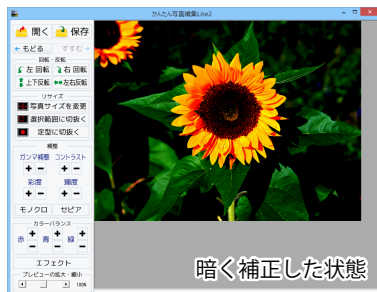 かんたん写真編集Lite2
開く 保存
←もどる すすむ→
回転・反転
左 回転 右 回転
上下反転 左右反転
リサイズ
写真サイズを変更
選択範囲に切抜く
定型に切抜く
補整
ガンマ補整 コントラスト
+ - + -
彩度 輝度
+ - + -
モノクロ セピア
カラーバランス
赤 + - 青 + - 緑 + -
エフェクト
プレビューの拡大・縮小
100%
暗く補正した状態